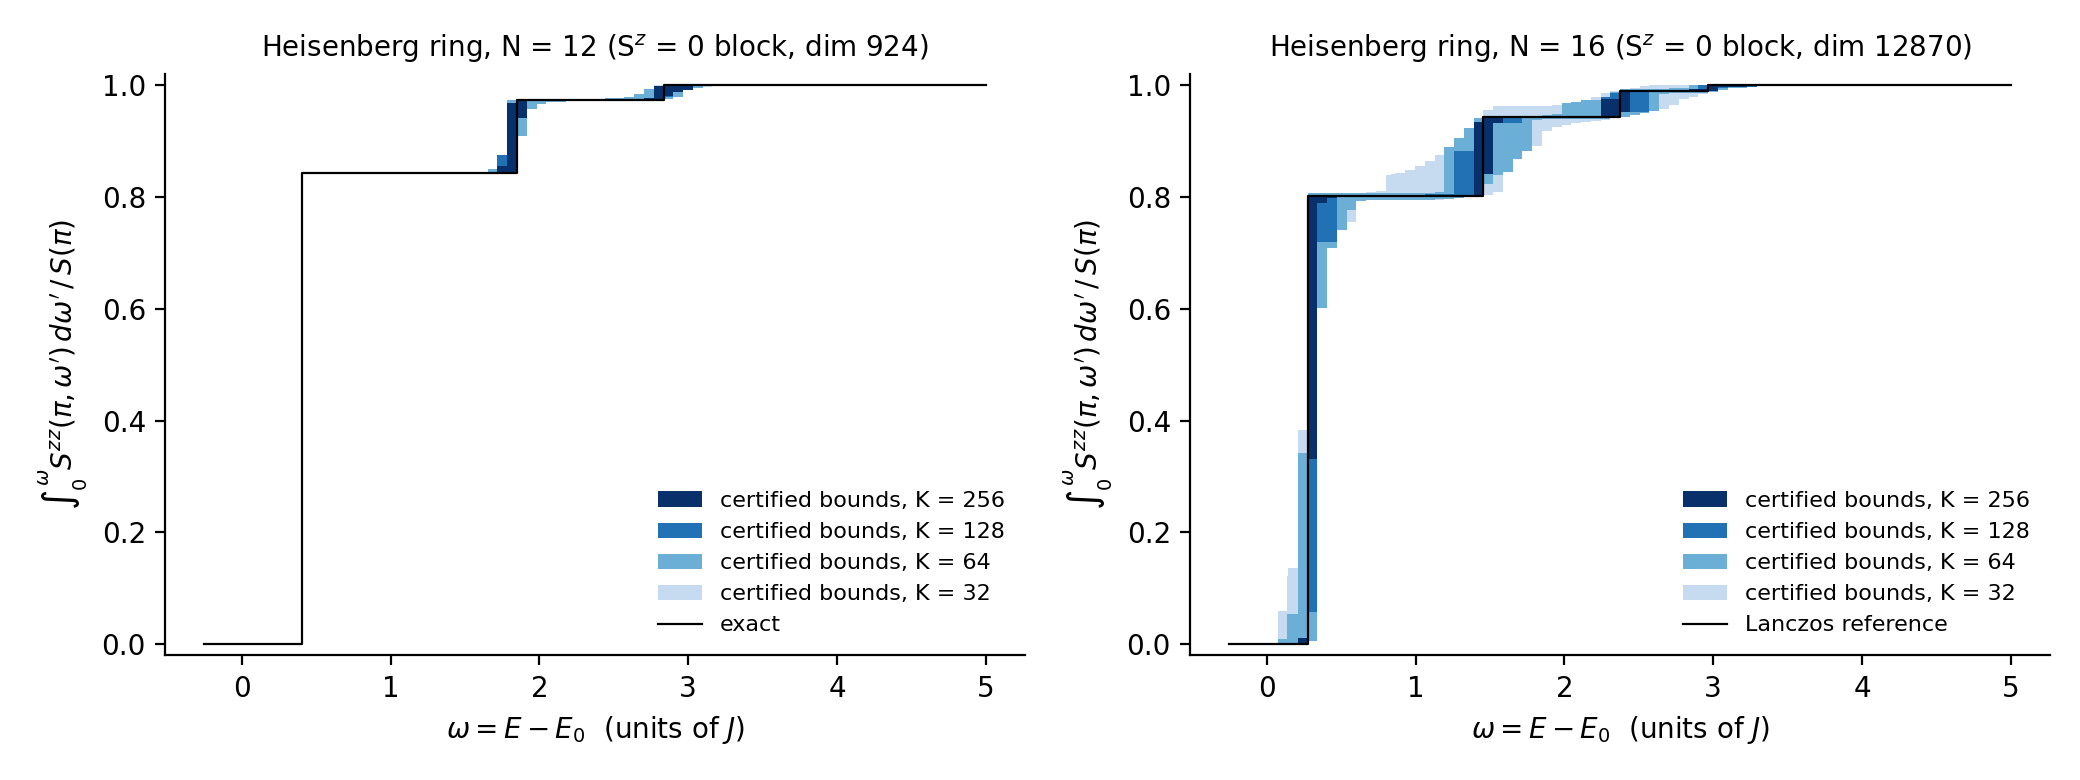 Heisenberg ring, N = 12 (S^z = 0 block, dim 924)
1.0
0.8
0.6
0.4
0.2
0.0
∫_0^ω S^{zz}(π, ω′) dω′ / S(π)
certified bounds, K = 256
certified bounds, K = 128
certified bounds, K = 64
certified bounds, K = 32
exact
0 1 2 3 4 5
ω = E − E_0 (units of J)
Heisenberg ring, N = 16 (S^z = 0 block, dim 12870)
1.0
0.8
0.6
0.4
0.2
0.0
∫_0^ω S^{zz}(π, ω′) dω′ / S(π)
certified bounds, K = 256
certified bounds, K = 128
certified bounds, K = 64
certified bounds, K = 32
Lanczos reference
0 1 2 3 4 5
ω = E − E_0 (units of J)